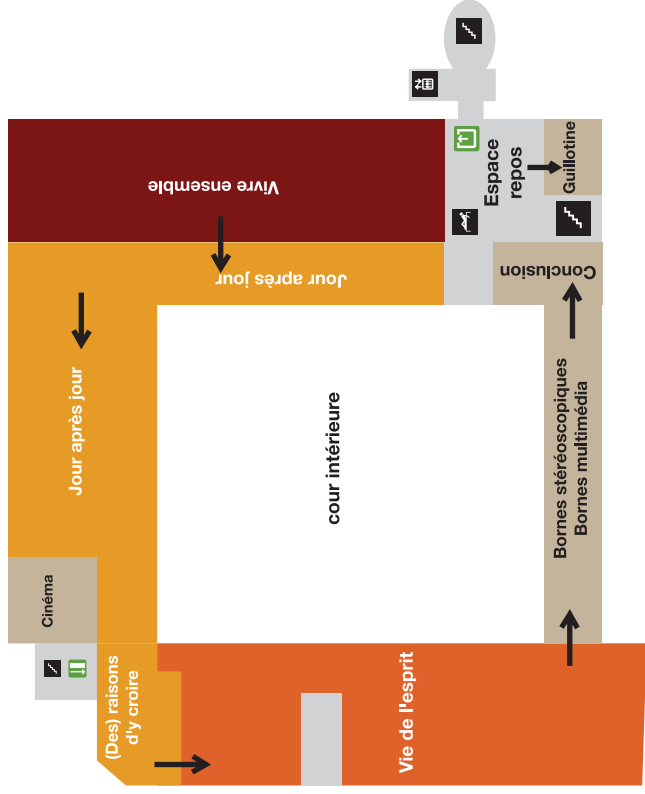 Vivre ensemble
Espace
repos
Guillotine
Jour après jour
Conclusion
Jour après jour
cour intérieure
Bornes stéréoscopiques
Bornes multimédia
Cinéma
(Des) raisons
d'y croire
Vie de l'esprit